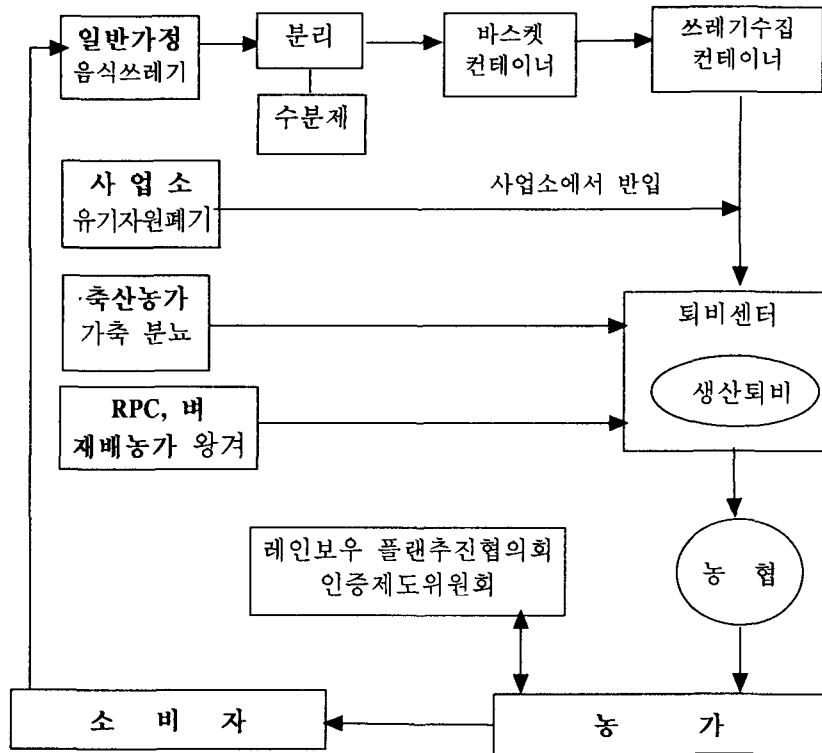 일반가정
음식쓰레기
분리
수분제
바스켓
컨테이너
쓰레기수집
컨테이너
사 업 소
유기자원폐기
사업소에서 반입
·축산농가
가축 분뇨
퇴비센터
생산퇴비
RPC, 벼
재배농가 왕겨
레인보우 플랜추진협의회
인증제도위원회
농 협
소 비 자
농 가